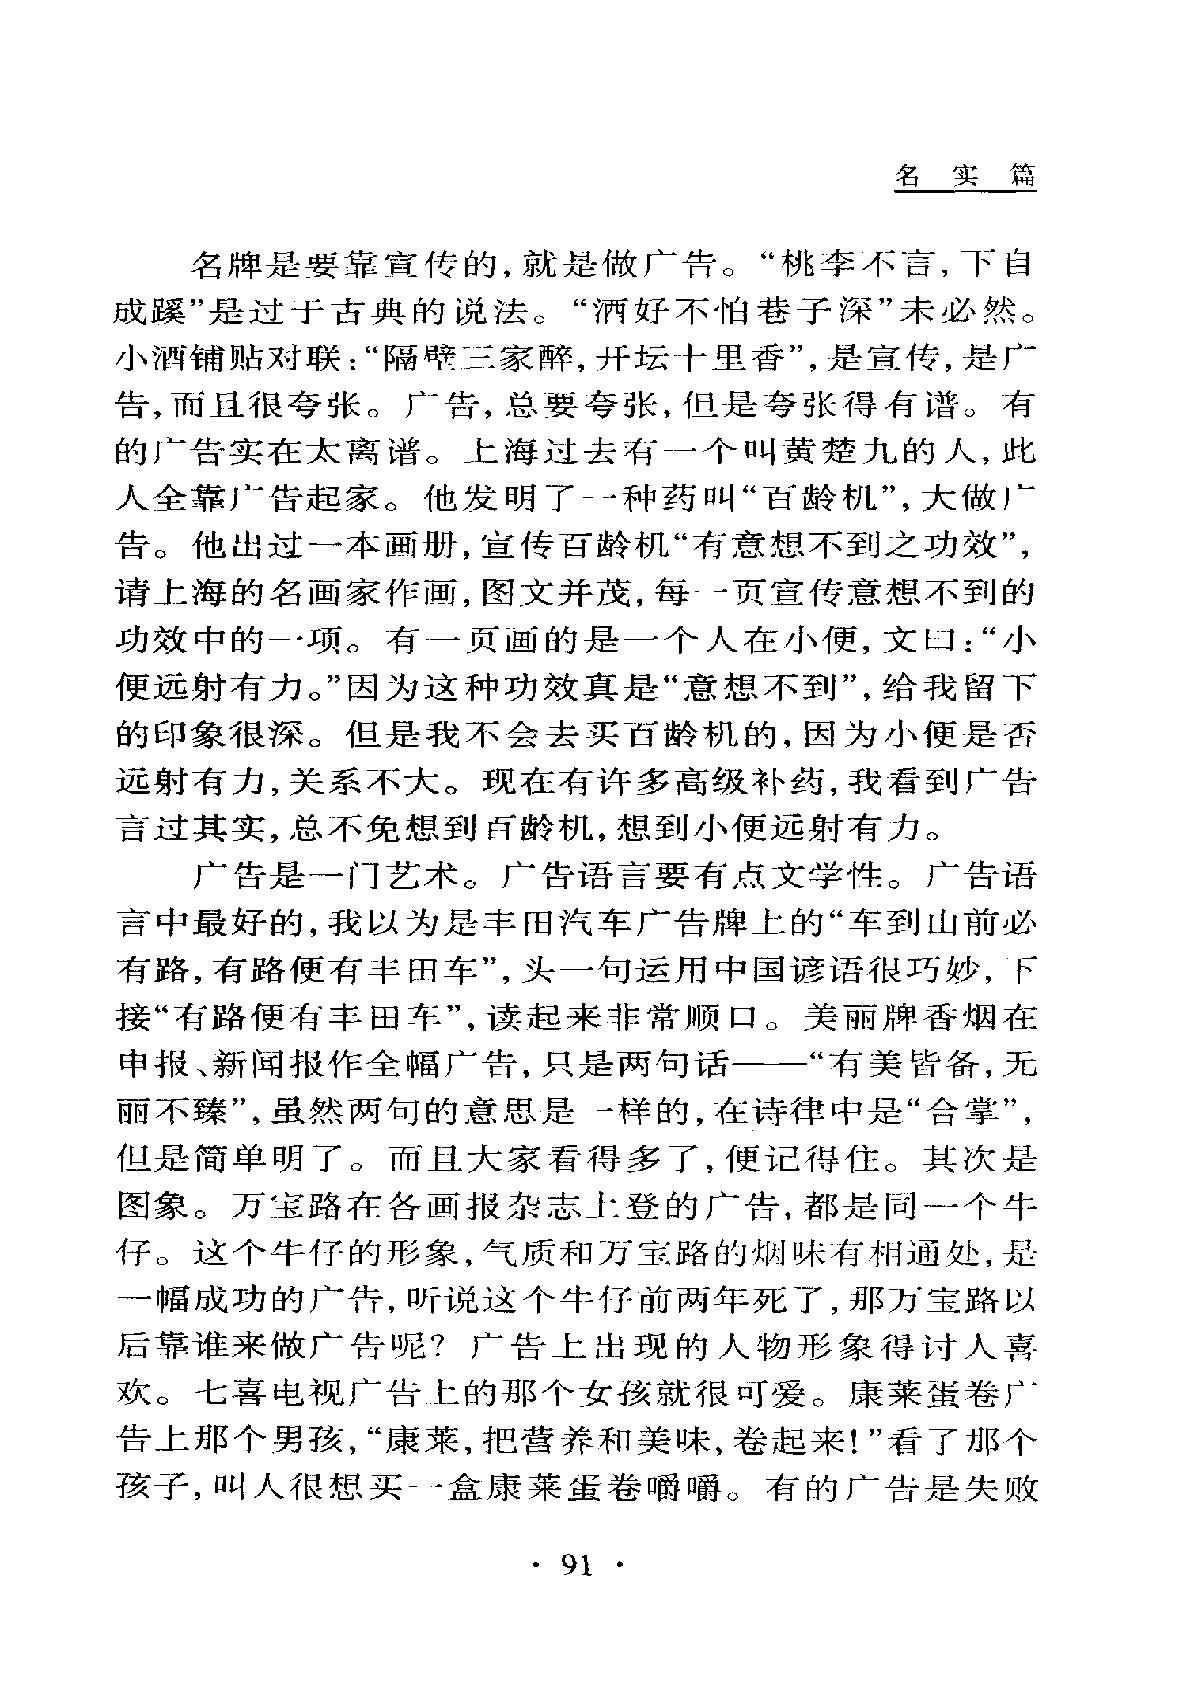 名 实 篇
名牌是要靠宣传的,就是做广告。“桃李不言,下自
成蹊”是过于古典的说法。“酒好不怕巷子深”未必然。
小酒铺贴对联:“隔壁三家醉,开坛十里香”,是宣传,是广
告,而且很夸张。广告,总要夸张,但是夸张得有谱。有
的广告实在太离谱。上海过去有一个叫黄楚九的人,此
人全靠广告起家。他发明了一种药叫“百龄机”,大做广
告。他出过一本画册,宣传百龄机“有意想不到之功效”,
请上海的名画家作画,图文并茂,每一页宣传意想不到的
功效中的一项。有一页画的是一个人在小便,文曰:“小
便远射有力。”因为这种功效真是“意想不到”,给我留下
的印象很深。但是我不会去买百龄机的,因为小便是否
远射有力,关系不大。现在有许多高级补药,我看到广告
言过其实,总不免想到百龄机,想到小便远射有力。
广告是一门艺术。广告语言要有点文学性。广告语
言中最好的,我以为是丰田汽车广告牌上的“车到山前必
有路,有路便有丰田车”,头一句运用中国谚语很巧妙,下
接“有路便有丰田车”,读起来非常顺口。美丽牌香烟在
申报、新闻报作全幅广告,只是两句话——“有美皆备,无
丽不臻”,虽然两句的意思是一样的,在诗律中是“合掌”,
但是简单明了。而且大家看得多了,便记得住。其次是
图象。万宝路在各画报杂志上登的广告,都是同一个牛
仔。这个牛仔的形象,气质和万宝路的烟味有相通处,是
一幅成功的广告,听说这个牛仔前两年死了,那万宝路以
后靠谁来做广告呢?广告上出现的人物形象得讨人喜
欢。七喜电视广告上的那个女孩就很可爱。康莱蛋卷广
告上那个男孩,“康莱,把营养和美味,卷起来!”看了那个
孩子,叫人很想买一盒康莱蛋卷嚼嚼。有的广告是失败
· 91 ·